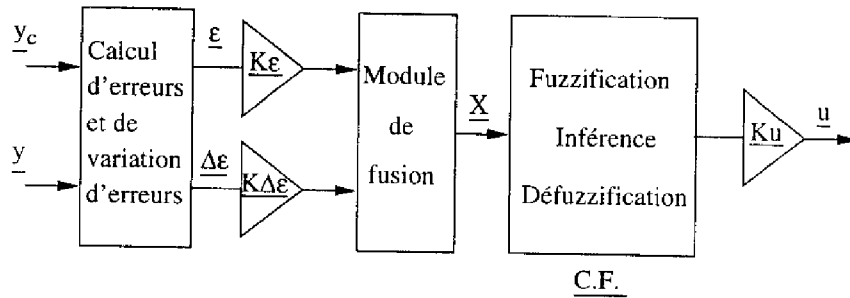 y_c
y
Calcul
d'erreurs
et de
variation
d'erreurs
ε
Δε
Kε
KΔε
Module
de
fusion
X
Fuzzification
Inférence
Défuzzification
C.F.
Ku
u